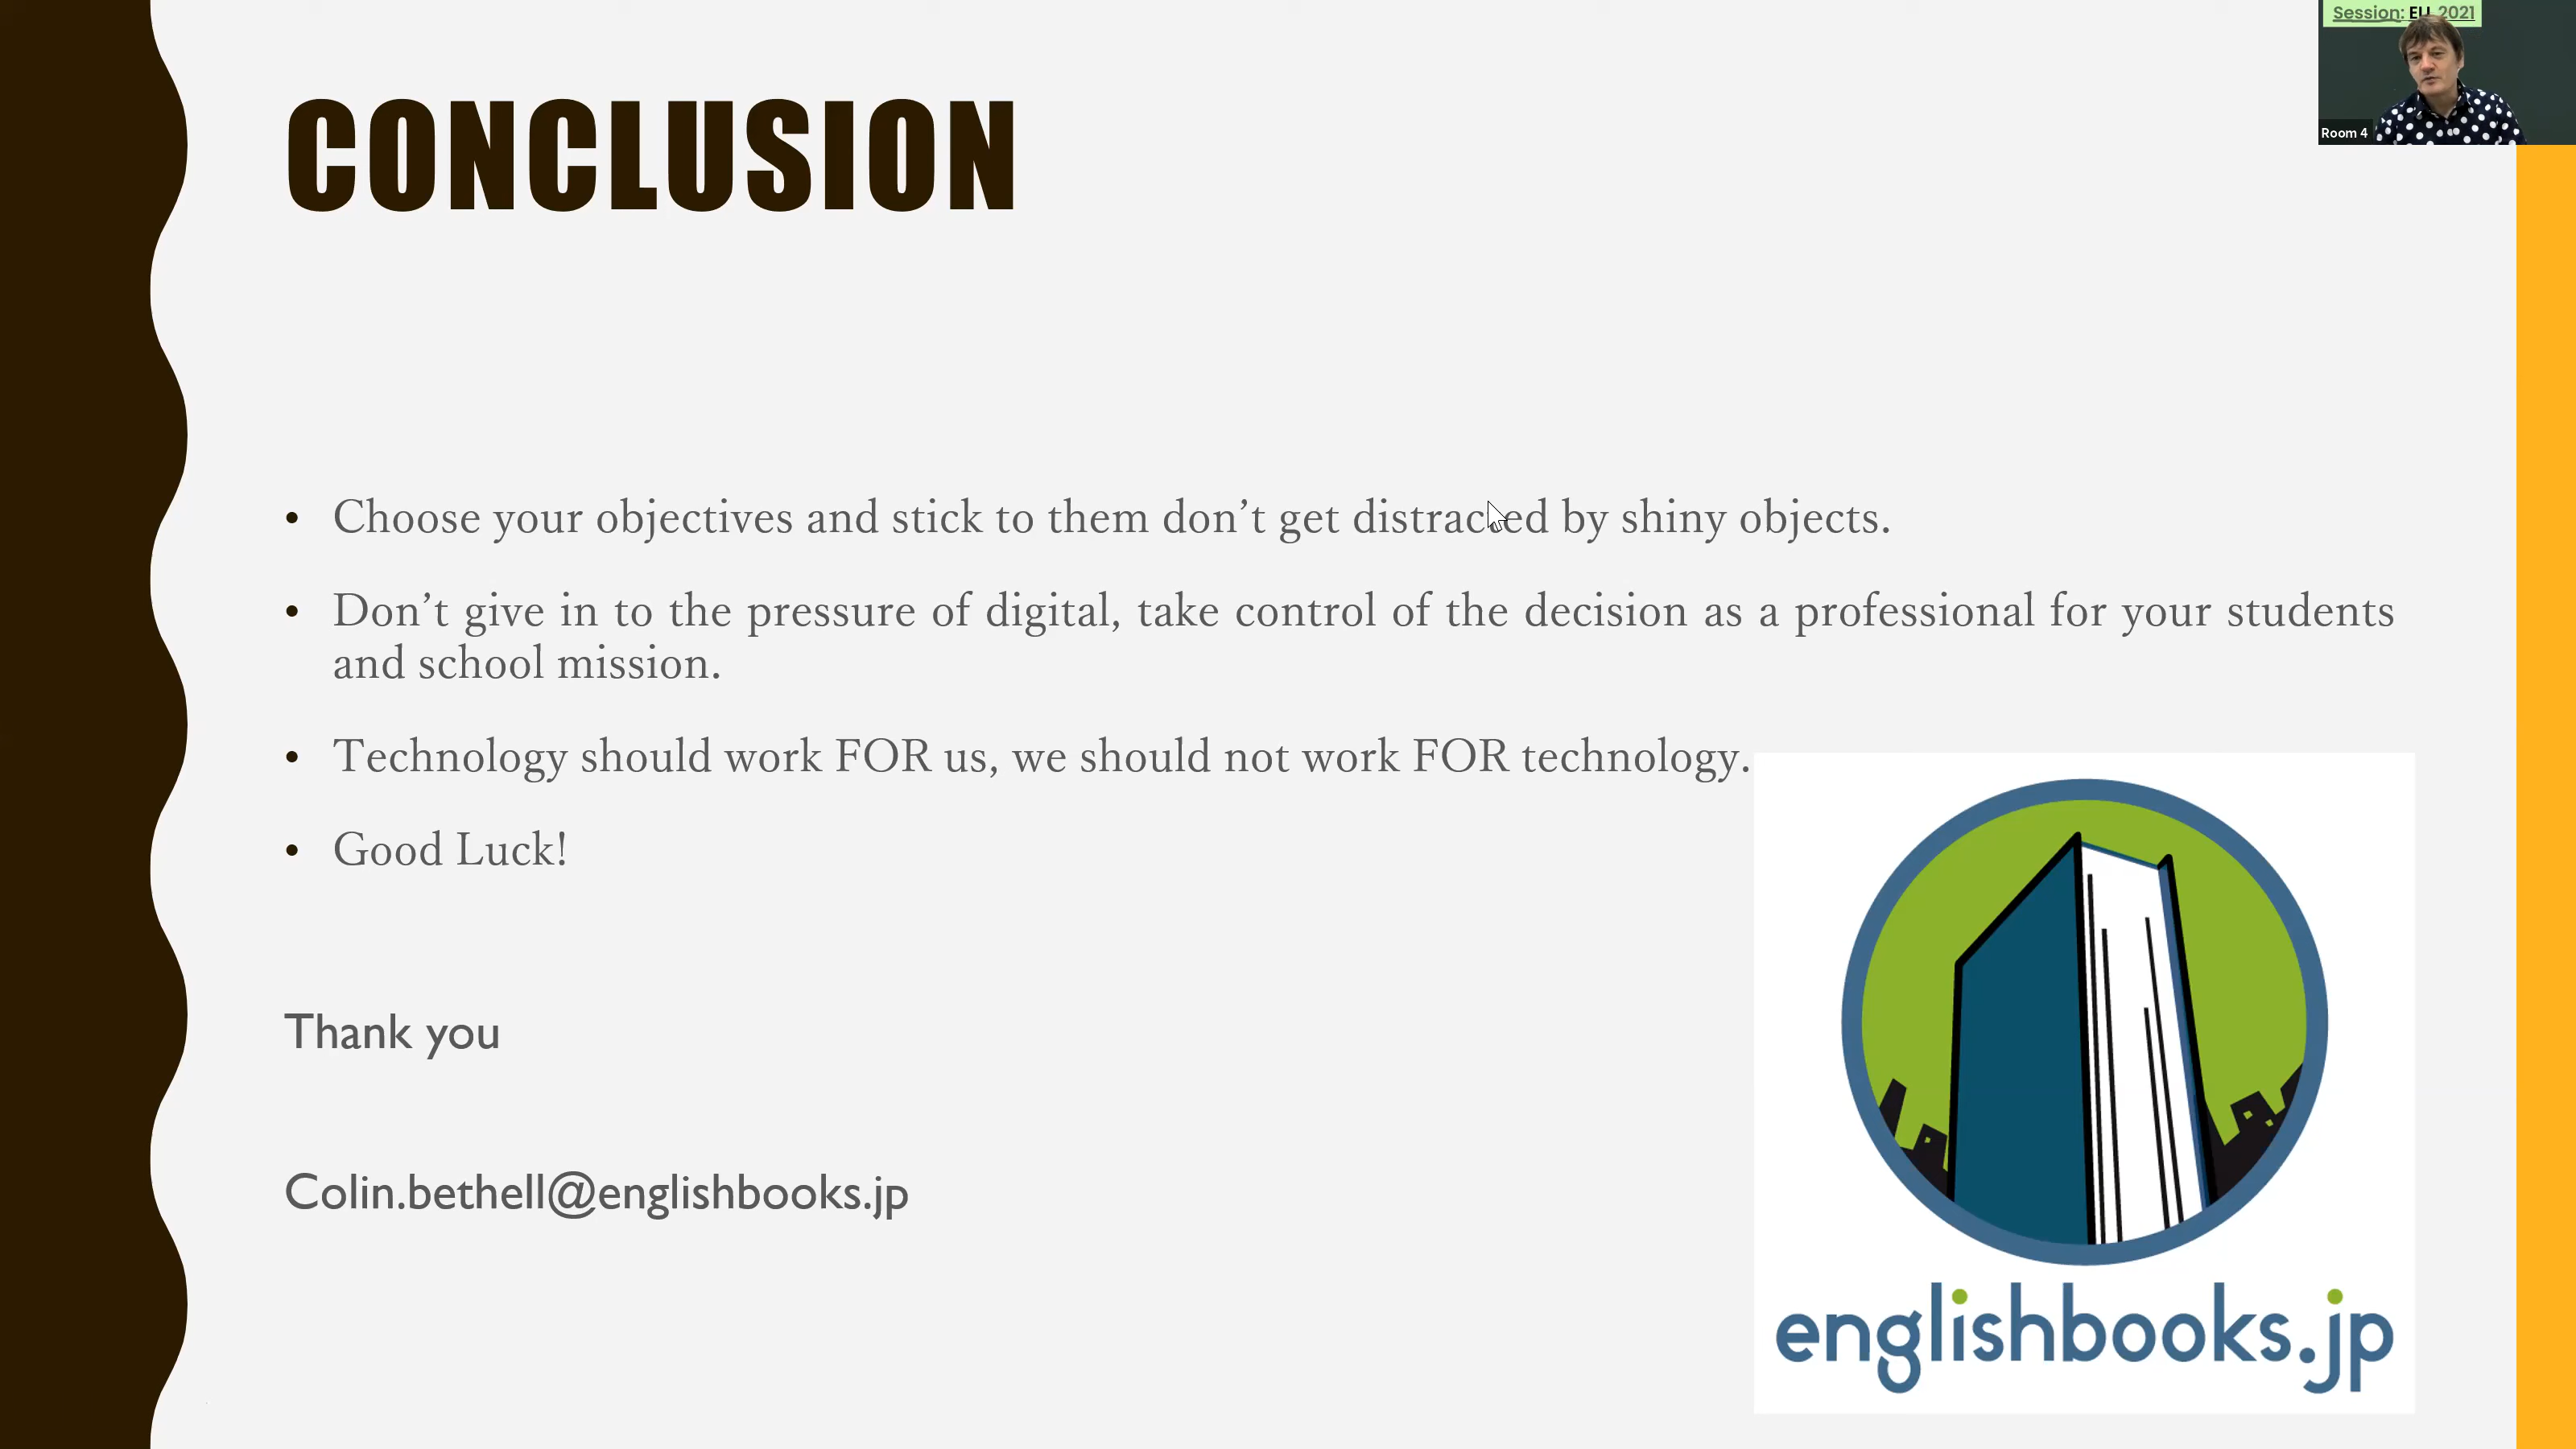 Session: EU 2021
Room 4
CONCLUSION
• Choose your objectives and stick to them don’t get distracted by shiny objects.
• Don’t give in to the pressure of digital, take control of the decision as a professional for your students
and school mission.
• Technology should work FOR us, we should not work FOR technology.
• Good Luck!
Thank you
Colin.bethell@englishbooks.jp
englishbooks.jp